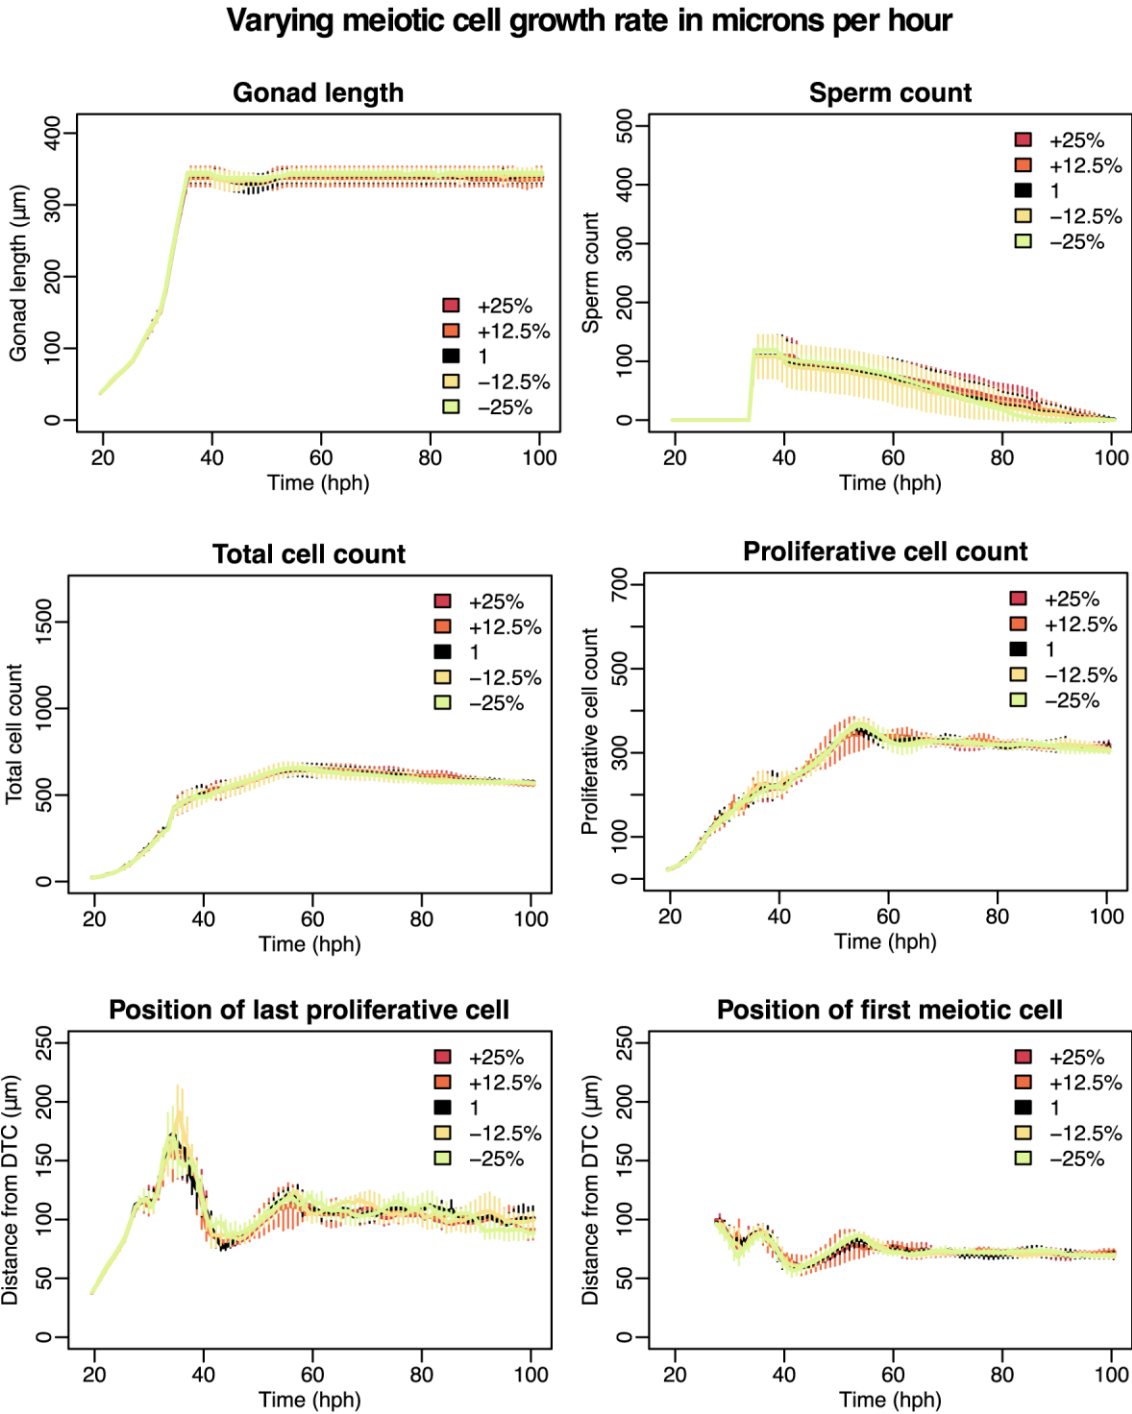 Varying meiotic cell growth rate in microns per hour
Gonad length
Gonad length (µm)
400
300
200
100
0
+25%
+12.5%
1
−12.5%
−25%
20 40 60 80 100
Time (hph)
Sperm count
Sperm count
500
400
300
200
100
0
+25%
+12.5%
1
−12.5%
−25%
20 40 60 80 100
Time (hph)
Total cell count
Total cell count
1500
1000
500
0
+25%
+12.5%
1
−12.5%
−25%
20 40 60 80 100
Time (hph)
Proliferative cell count
Proliferative cell count
700
500
300
100
0
+25%
+12.5%
1
−12.5%
−25%
20 40 60 80 100
Time (hph)
Position of last proliferative cell
Distance from DTC (µm)
250
200
150
100
50
0
+25%
+12.5%
1
−12.5%
−25%
20 40 60 80 100
Time (hph)
Position of first meiotic cell
Distance from DTC (µm)
250
200
150
100
50
0
+25%
+12.5%
1
−12.5%
−25%
20 40 60 80 100
Time (hph)